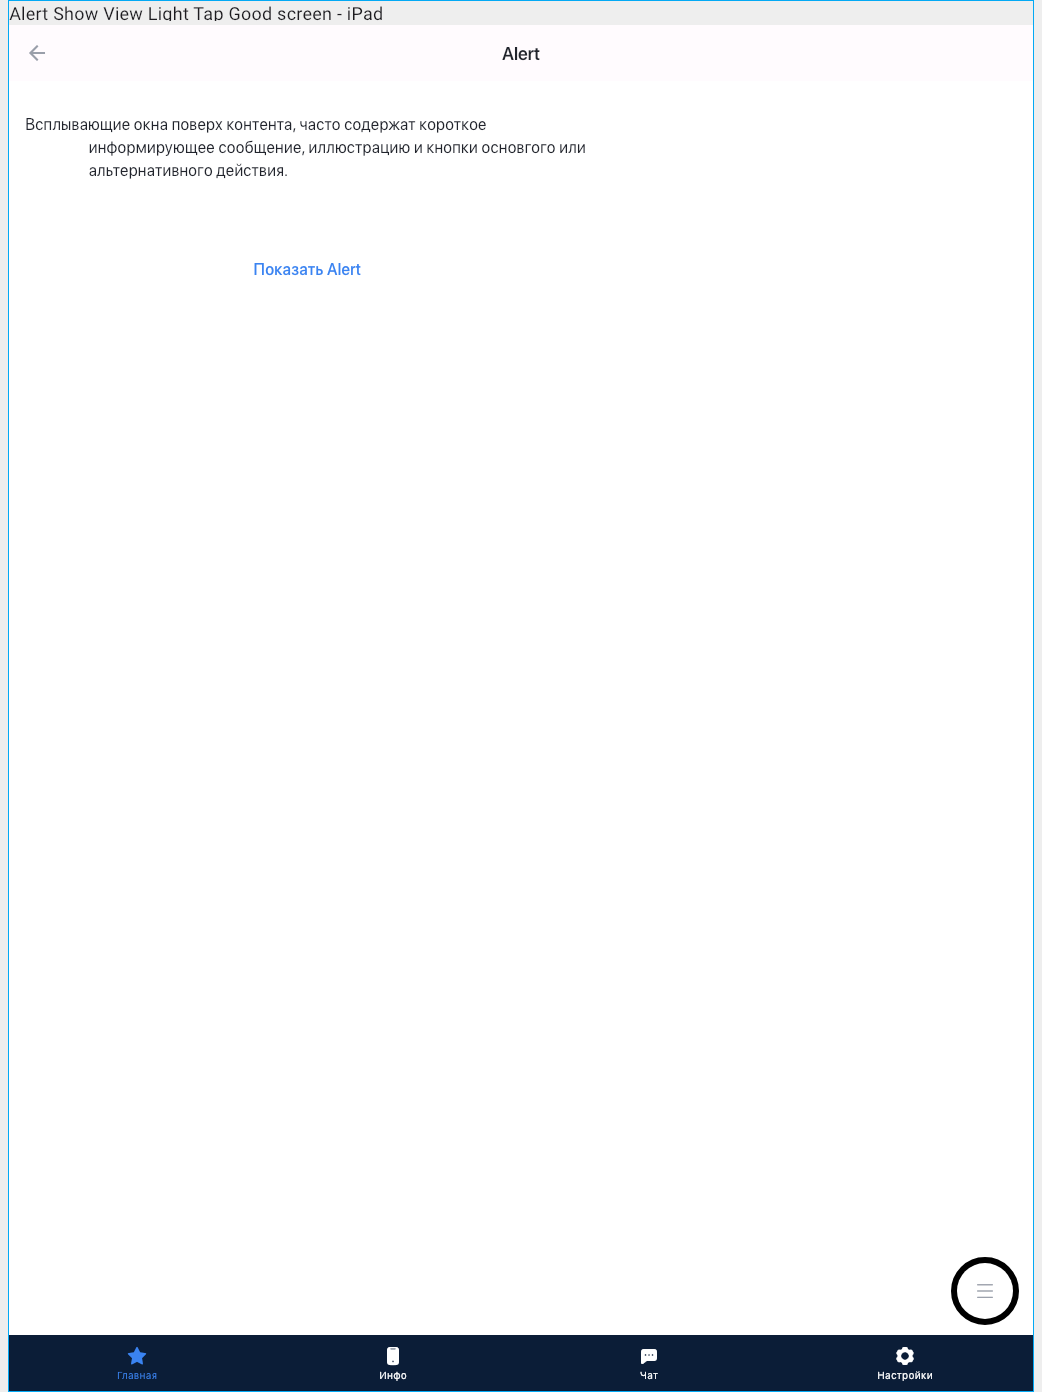 Alert Show View Light Tap Good screen - iPad
Alert
Всплывающие окна поверх контента, часто содержат короткое
информирующее сообщение, иллюстрацию и кнопки основгого или
альтернативного действия.
Показать Alert
Главная
Инфо
Чат
Настройки